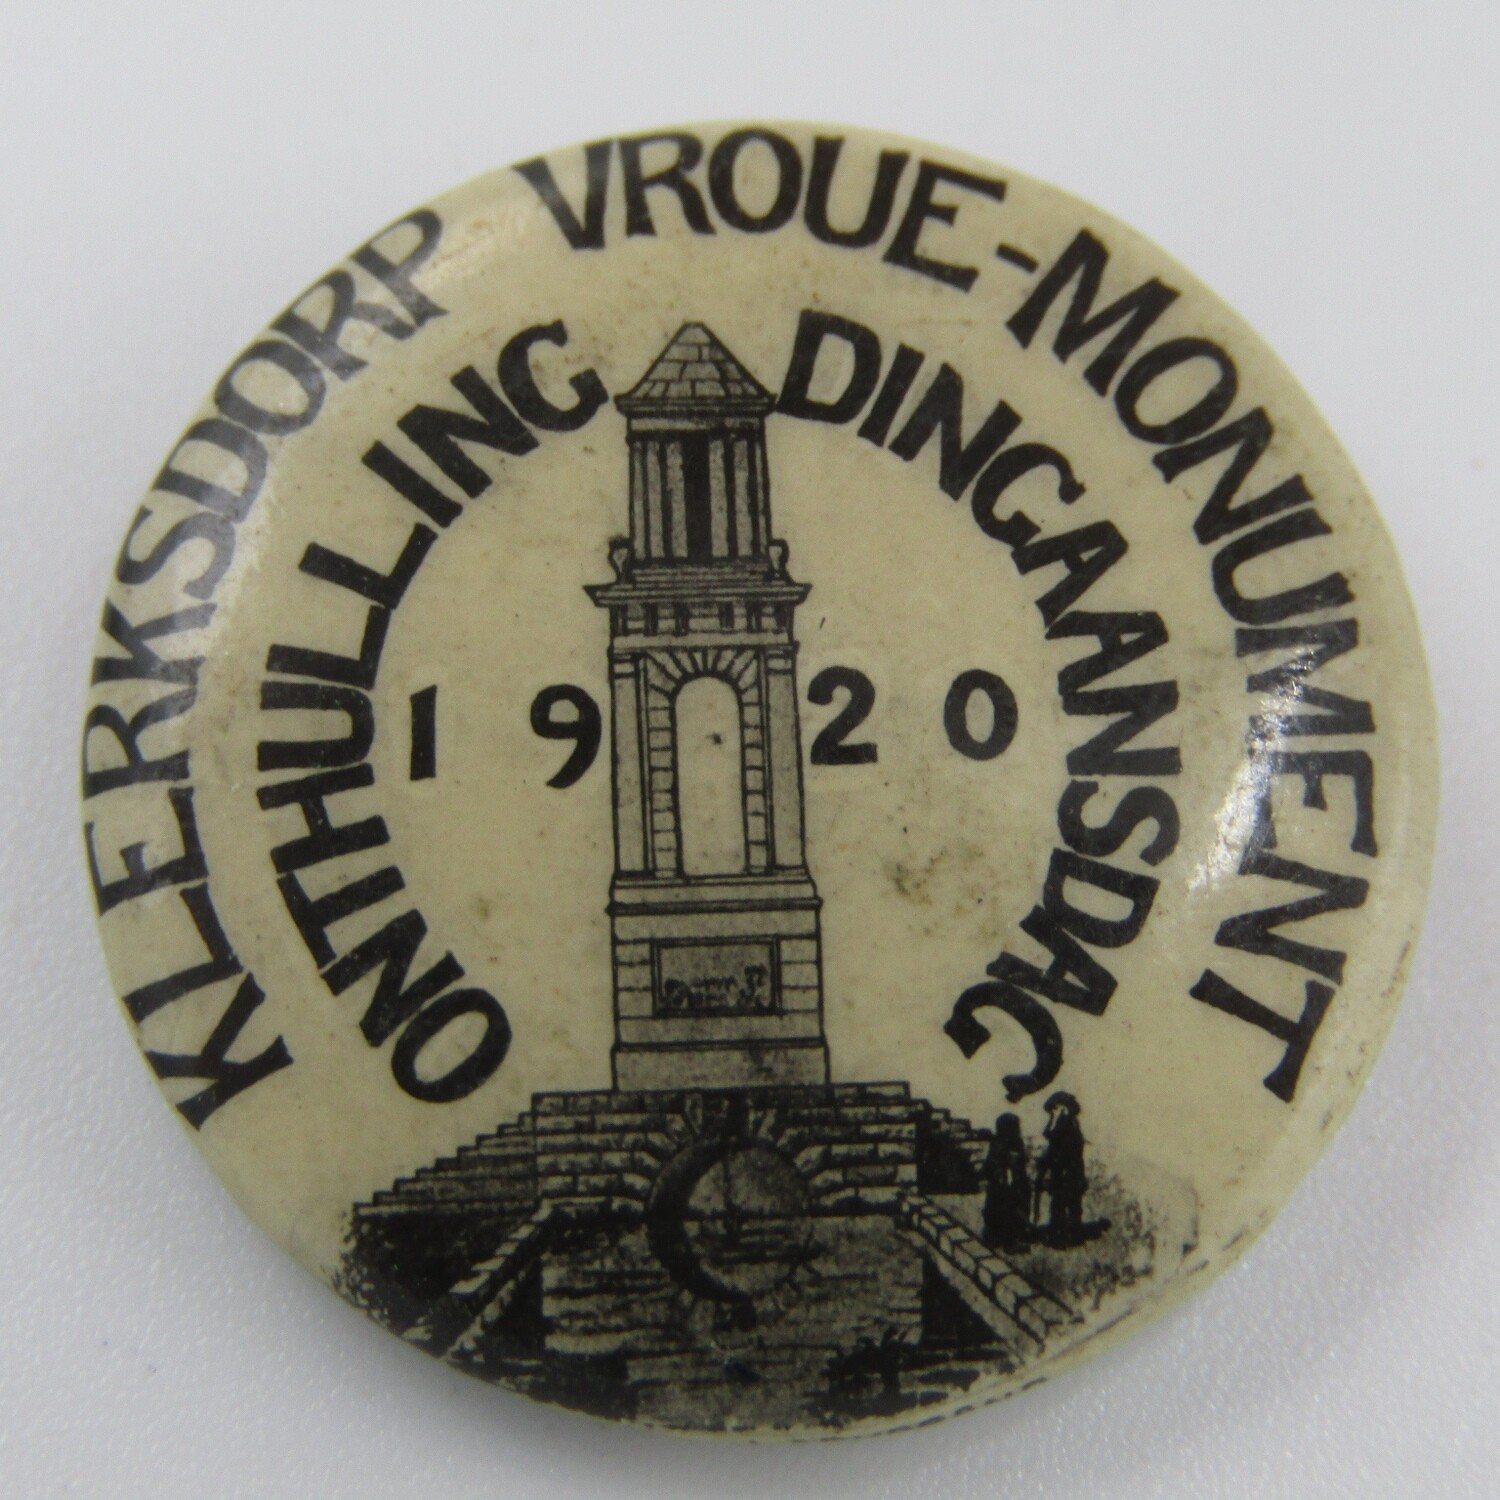 KLERKSDORP VROUE-MONUMENT
ONTHULLING DINGAANSDAG
1920